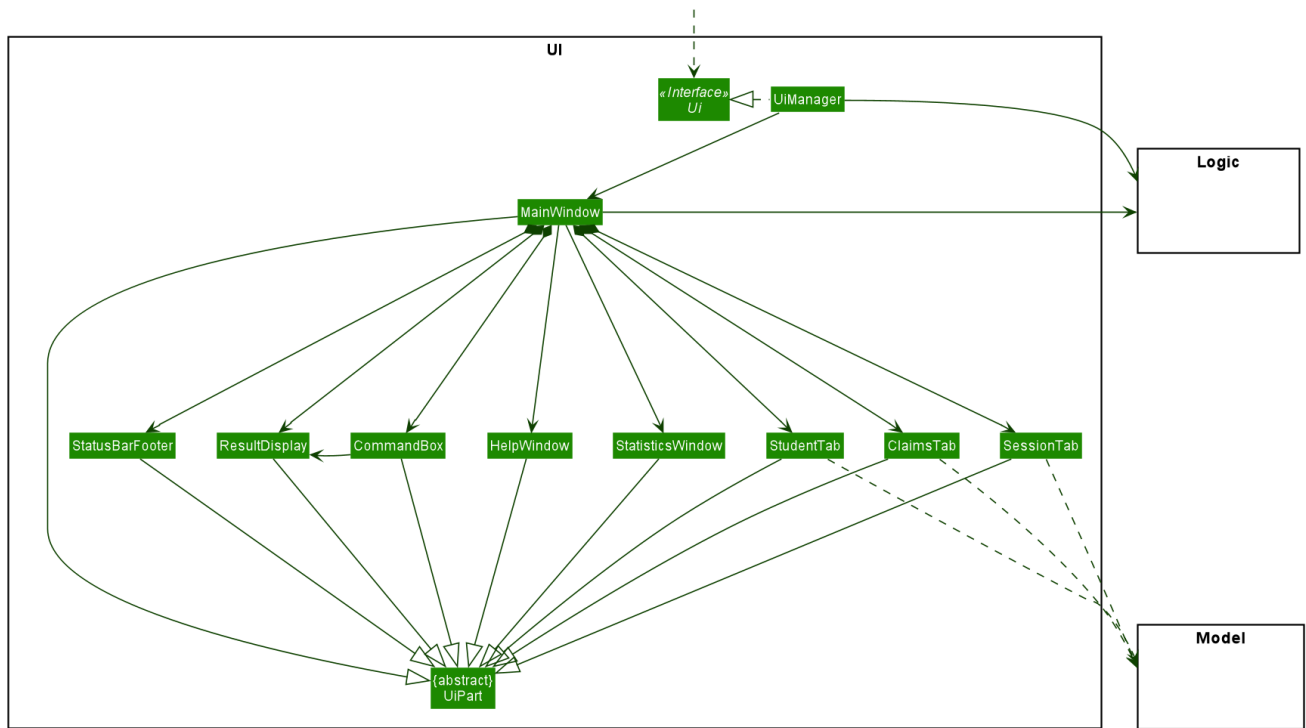 UI
«Interface»
Ui
UiManager
Logic
MainWindow
StatusBarFooter
ResultDisplay
CommandBox
HelpWindow
StatisticsWindow
StudentTab
ClaimsTab
SessionTab
Model
{abstract}
UiPart